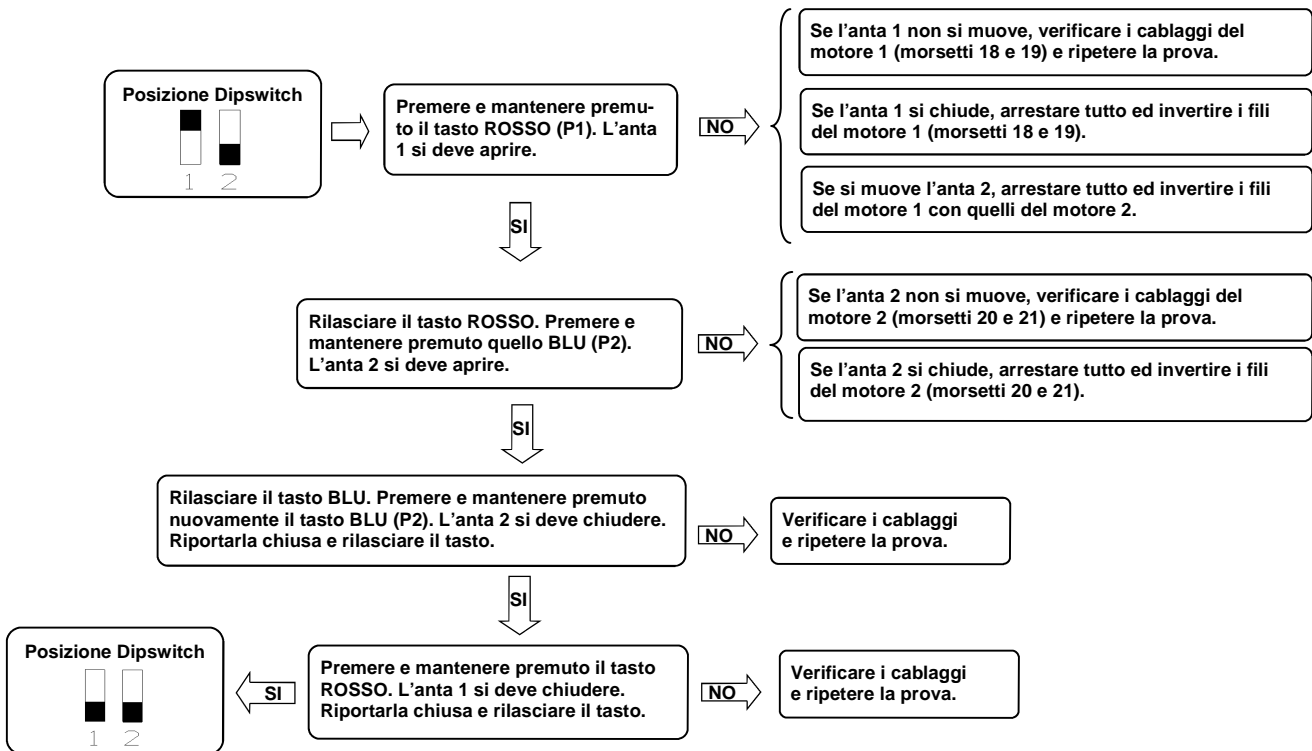 Posizione Dipswitch
1 2
Premere e mantenere premu-
to il tasto ROSSO (P1). L'anta
1 si deve aprire.
NO
Se l'anta 1 non si muove, verificare i cablaggi del
motore 1 (morsetti 18 e 19) e ripetere la prova.
Se l'anta 1 si chiude, arrestare tutto ed invertire i fili
del motore 1 (morsetti 18 e 19).
Se si muove l'anta 2, arrestare tutto ed invertire i fili
del motore 1 con quelli del motore 2.
SI
Rilasciare il tasto ROSSO. Premere e
mantenere premuto quello BLU (P2).
L'anta 2 si deve aprire.
NO
Se l'anta 2 non si muove, verificare i cablaggi del
motore 2 (morsetti 20 e 21) e ripetere la prova.
Se l'anta 2 si chiude, arrestare tutto ed invertire i fili
del motore 2 (morsetti 20 e 21).
SI
Rilasciare il tasto BLU. Premere e mantenere premuto
nuovamente il tasto BLU (P2). L'anta 2 si deve chiudere.
Riportarla chiusa e rilasciare il tasto.
NO
Verificare i cablaggi
e ripetere la prova.
SI
Premere e mantenere premuto il tasto
ROSSO. L'anta 1 si deve chiudere.
Riportarla chiusa e rilasciare il tasto.
NO
Verificare i cablaggi
e ripetere la prova.
SI
Posizione Dipswitch
1 2